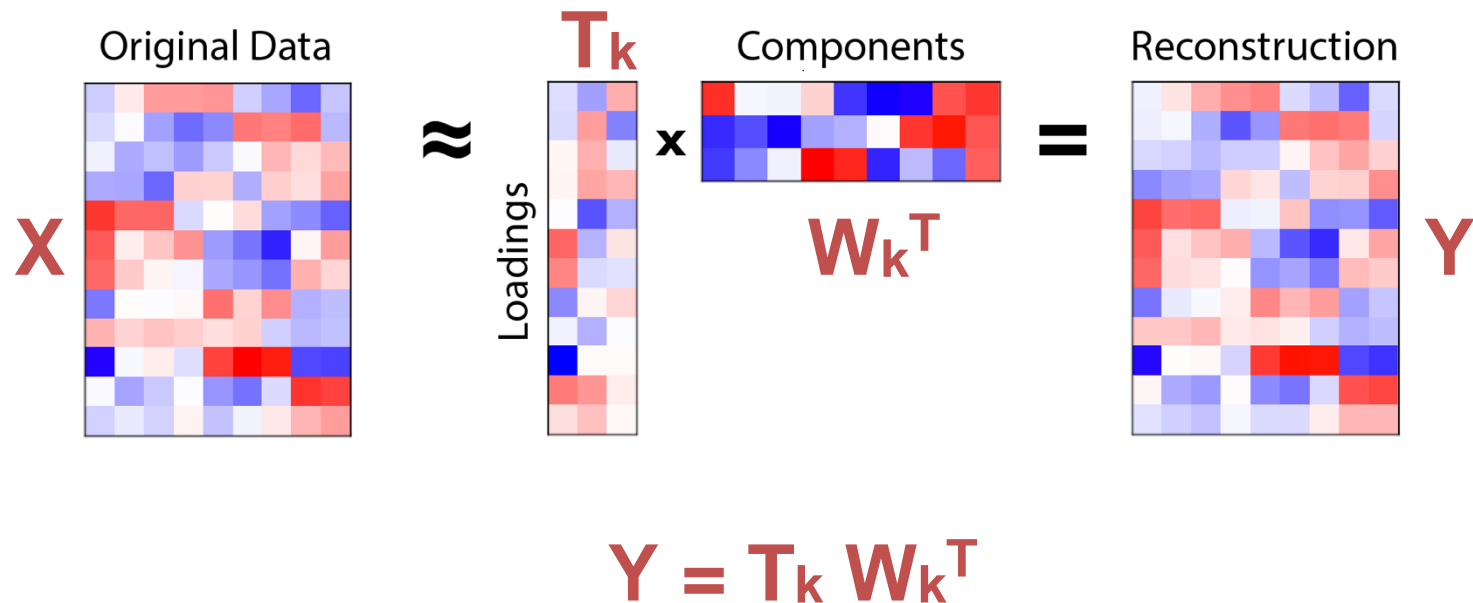 Original Data
≈
Tₖ
Loadings
x
Components
Wₖᵀ
=
Reconstruction
X
Y
Y = Tₖ Wₖᵀ